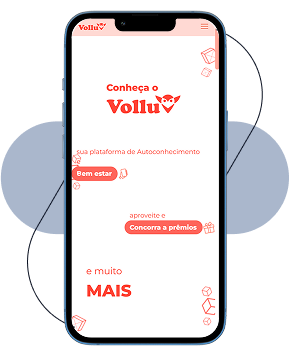 Vollu
Conheça o
Vollu
sua plataforma de Autoconhecimento
Bem estar
aproveite e
Concorra a prêmios
e muito
MAIS